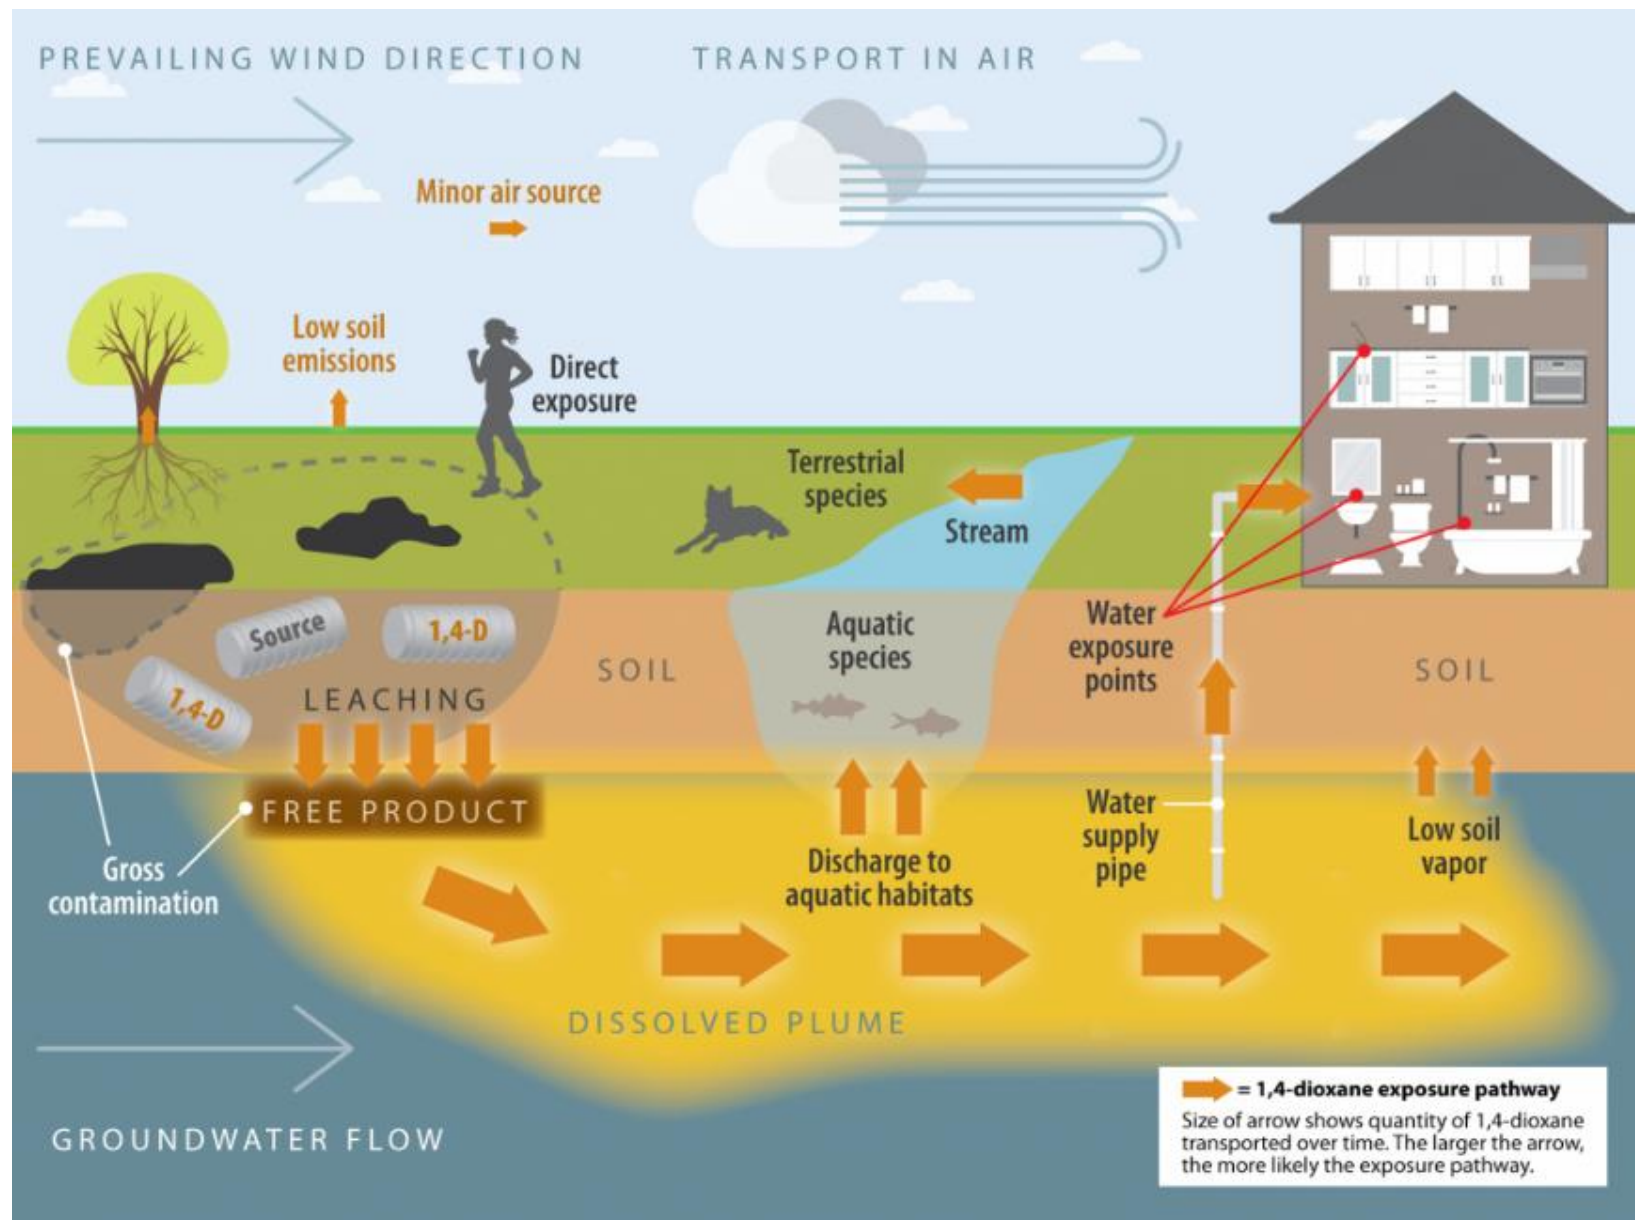 PREVAILING WIND DIRECTION
TRANSPORT IN AIR
Minor air source
Low soil
emissions
Direct
exposure
Terrestrial
species
Stream
Source
1,4-D
1,4-D
LEACHING
SOIL
Aquatic
species
Water
exposure
points
SOIL
FREE PRODUCT
Gross
contamination
Discharge to
aquatic habitats
Water
supply
pipe
Low soil
vapor
DISSOLVED PLUME
GROUNDWATER FLOW
= 1,4-dioxane exposure pathway
Size of arrow shows quantity of 1,4-dioxane
transported over time. The larger the arrow,
the more likely the exposure pathway.